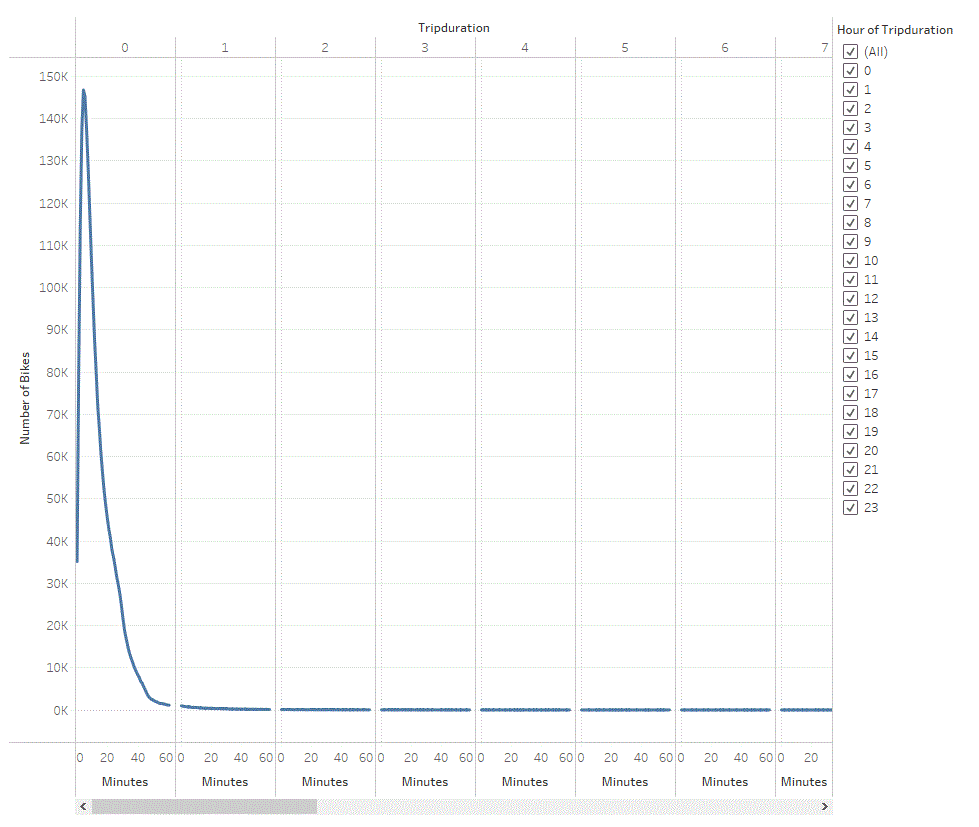 Tripduration
0 1 2 3 4 5 6 7
150K
140K
130K
120K
110K
100K
90K
80K
70K
60K
50K
40K
30K
20K
10K
0K
Number of Bikes
0 20 40 60 0 20 40 60 0 20 40 60 0 20 40 60 0 20 40 60 0 20 40 60 0 20 40 60 0 20
Minutes Minutes Minutes Minutes Minutes Minutes Minutes Minutes
Hour of Tripduration
(All)
0
1
2
3
4
5
6
7
8
9
10
11
12
13
14
15
16
17
18
19
20
21
22
23